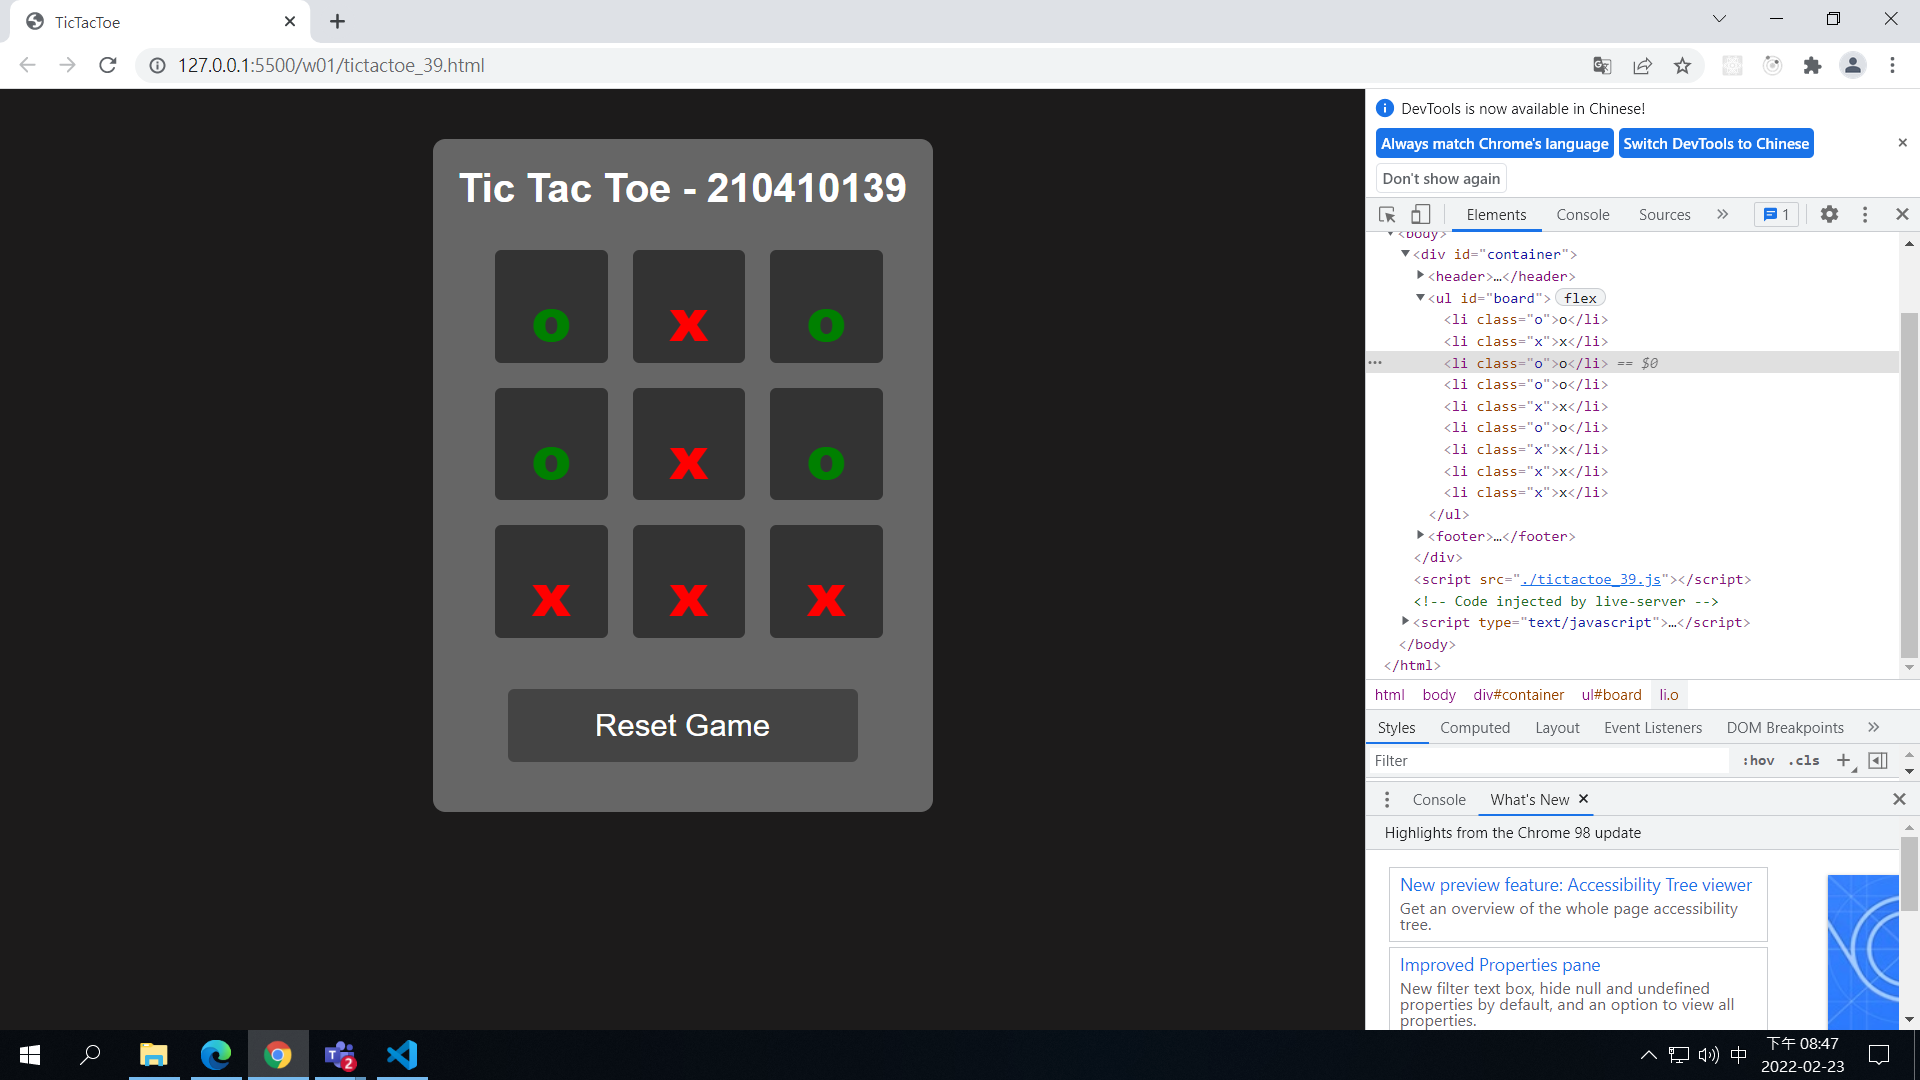 TicTacToe
127.0.0.1:5500/w01/tictactoe_39.html
Tic Tac Toe - 210410139
o x o
o x o
x x x
Reset Game
DevTools is now available in Chinese!
Always match Chrome's language Switch DevTools to Chinese
Don't show again
Elements Console Sources » 1
<body>
<div id="container">
<header>…</header>
<ul id="board"> flex
<li class="o">o</li>
<li class="x">x</li>
<li class="o">o</li> == $0
<li class="o">o</li>
<li class="x">x</li>
<li class="o">o</li>
<li class="x">x</li>
<li class="x">x</li>
<li class="x">x</li>
</ul>
<footer>…</footer>
</div>
<script src="./tictactoe_39.js"></script>
<!-- Code injected by live-server -->
<script type="text/javascript">…</script>
</body>
</html>
html body div#container ul#board li.o
Styles Computed Layout Event Listeners DOM Breakpoints »
Filter :hov .cls +
Console What's New
Highlights from the Chrome 98 update
New preview feature: Accessibility Tree viewer
Get an overview of the whole page accessibility
tree.
Improved Properties pane
New filter text box, hide null and undefined
properties by default, and an option to view all
properties.
2
中
下午 08:47
2022-02-23